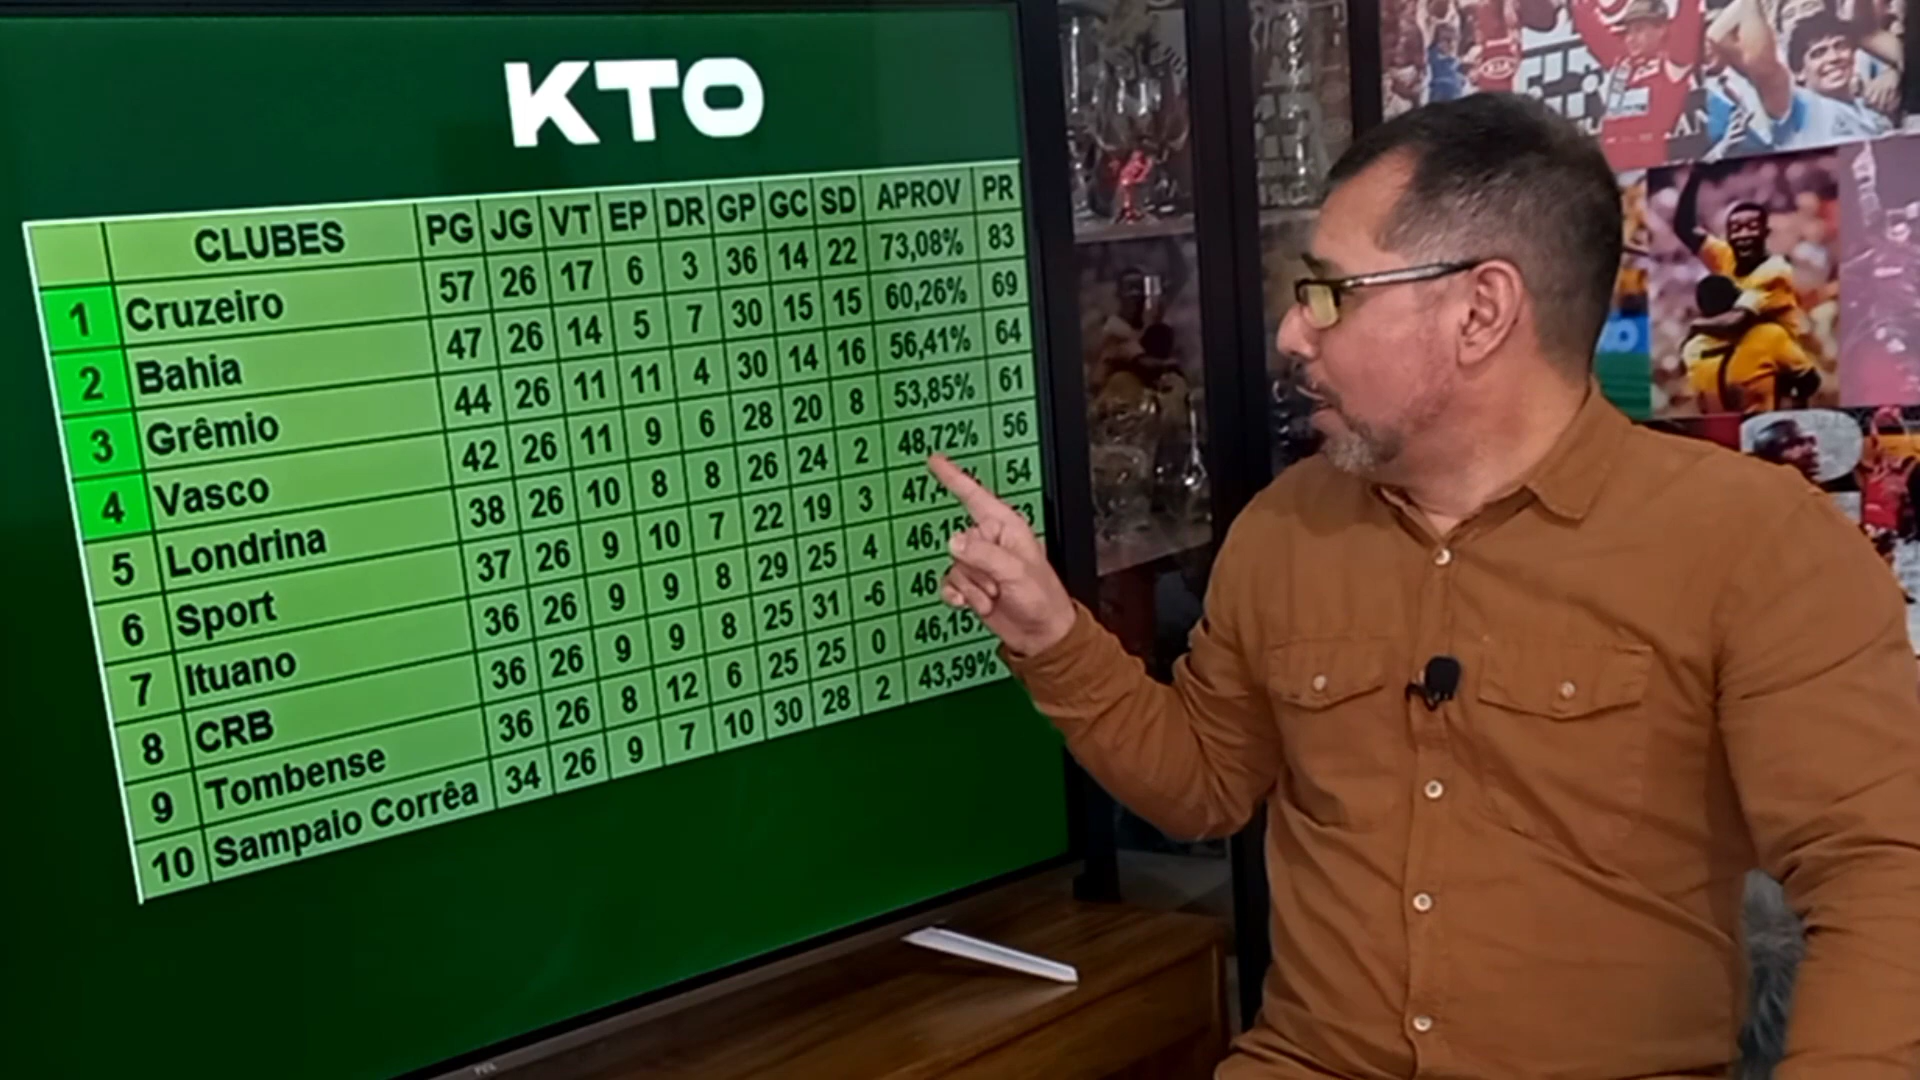 KTO
CLUBES PG JG VT EP DR GP GC SD APROV PR
1 Cruzeiro 57 26 17 6 3 36 14 22 73,08% 83
2 Bahia 47 26 14 5 7 30 15 15 60,26% 69
3 Grêmio 44 26 11 11 4 30 14 16 56,41% 64
4 Vasco 42 26 11 9 6 28 20 8 53,85% 61
5 Londrina 38 26 10 8 8 26 24 2 48,72% 56
6 Sport 37 26 9 10 7 22 19 3 54
7 Ituano 36 26 9 9 8 29 25 4 46,15%
8 CRB 36 26 9 9 8 25 31 -6
9 Tombense 36 26 8 12 6 25 25 0 46,15%
10 Sampaio Corrêa 34 26 9 7 10 30 28 2 43,59%
KIA